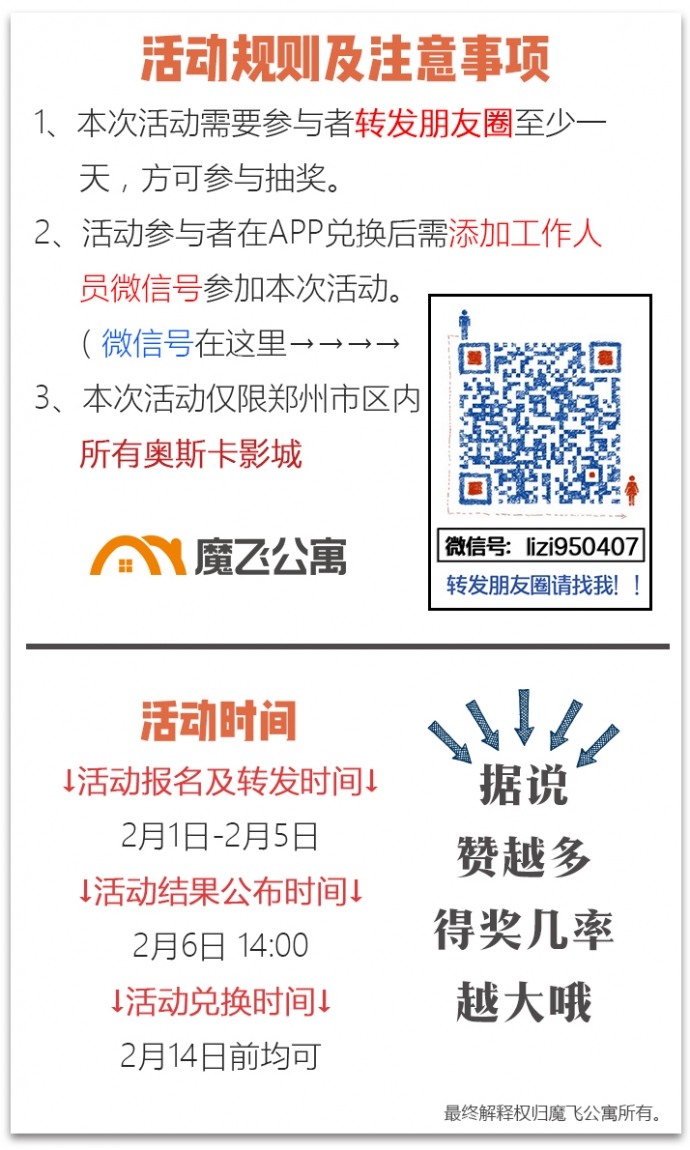 活动规则及注意事项
1、本次活动需要参与者转发朋友圈至少一
天，方可参与抽奖。
2、活动参与者在APP兑换后需添加工作人
员微信号参加本次活动。
（微信号在这里→→→→
3、本次活动仅限郑州市区内
所有奥斯卡影城
微信号：lizi950407
转发朋友圈请找我！！
魔飞公寓
活动时间
↓活动报名及转发时间↓
2月1日-2月5日
↓活动结果公布时间↓
2月6日 14:00
↓活动兑换时间↓
2月14日前均可
据说
赞越多
得奖几率
越大哦
最终解释权归魔飞公寓所有。